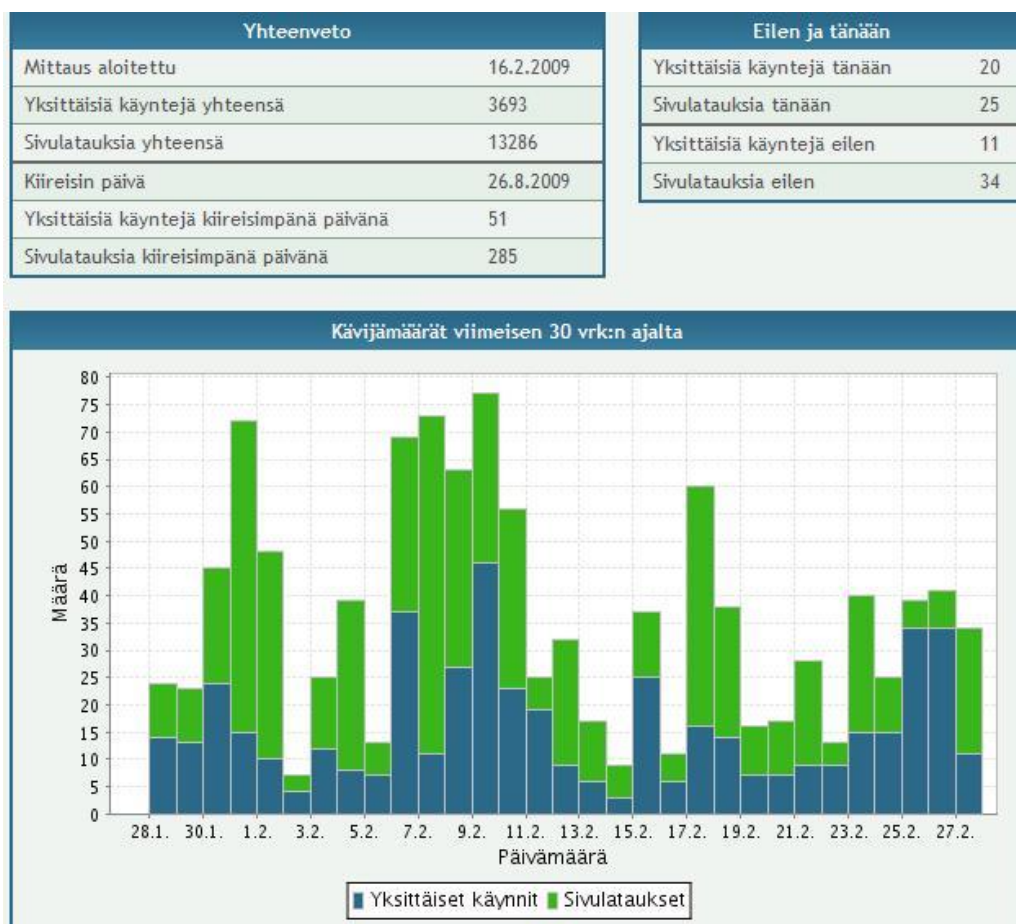 Yhteenveto
Mittaus aloitettu 16.2.2009
Yksittäisiä käyntejä yhteensä 3693
Sivulatauksia yhteensä 13286
Kiireisin päivä 26.8.2009
Yksittäisiä käyntejä kiireisimpänä päivänä 51
Sivulatauksia kiireisimpänä päivänä 285
Eilen ja tänään
Yksittäisiä käyntejä tänään 20
Sivulatauksia tänään 25
Yksittäisiä käyntejä eilen 11
Sivulatauksia eilen 34
Kävijämäärät viimeisen 30 vrk:n ajalta
80
75
70
65
60
55
50
45
40
35
30
25
20
15
10
5
0
Määrä
28.1. 30.1. 1.2. 3.2. 5.2. 7.2. 9.2. 11.2. 13.2. 15.2. 17.2. 19.2. 21.2. 23.2. 25.2. 27.2.
Päivämäärä
Yksittäiset käynnit Sivulataukset